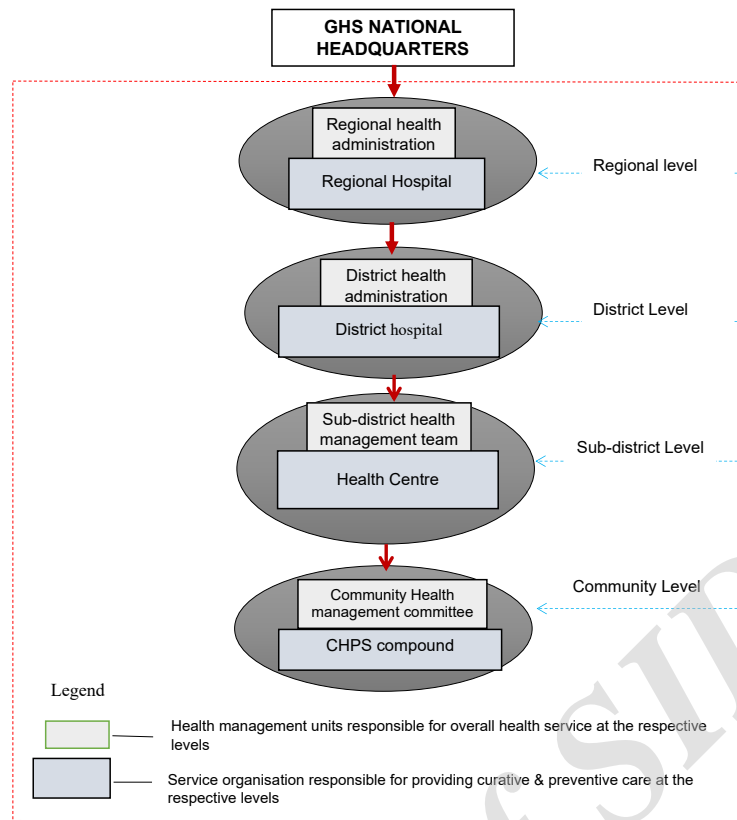 GHS NATIONAL
HEADQUARTERS
Regional health
administration
Regional Hospital
Regional level
District health
administration
District hospital
District Level
Sub-district health
management team
Health Centre
Sub-district Level
Community Health
management committee
CHPS compound
Community Level
Legend
Health management units responsible for overall health service at the respective
levels
Service organisation responsible for providing curative & preventive care at the
respective levels